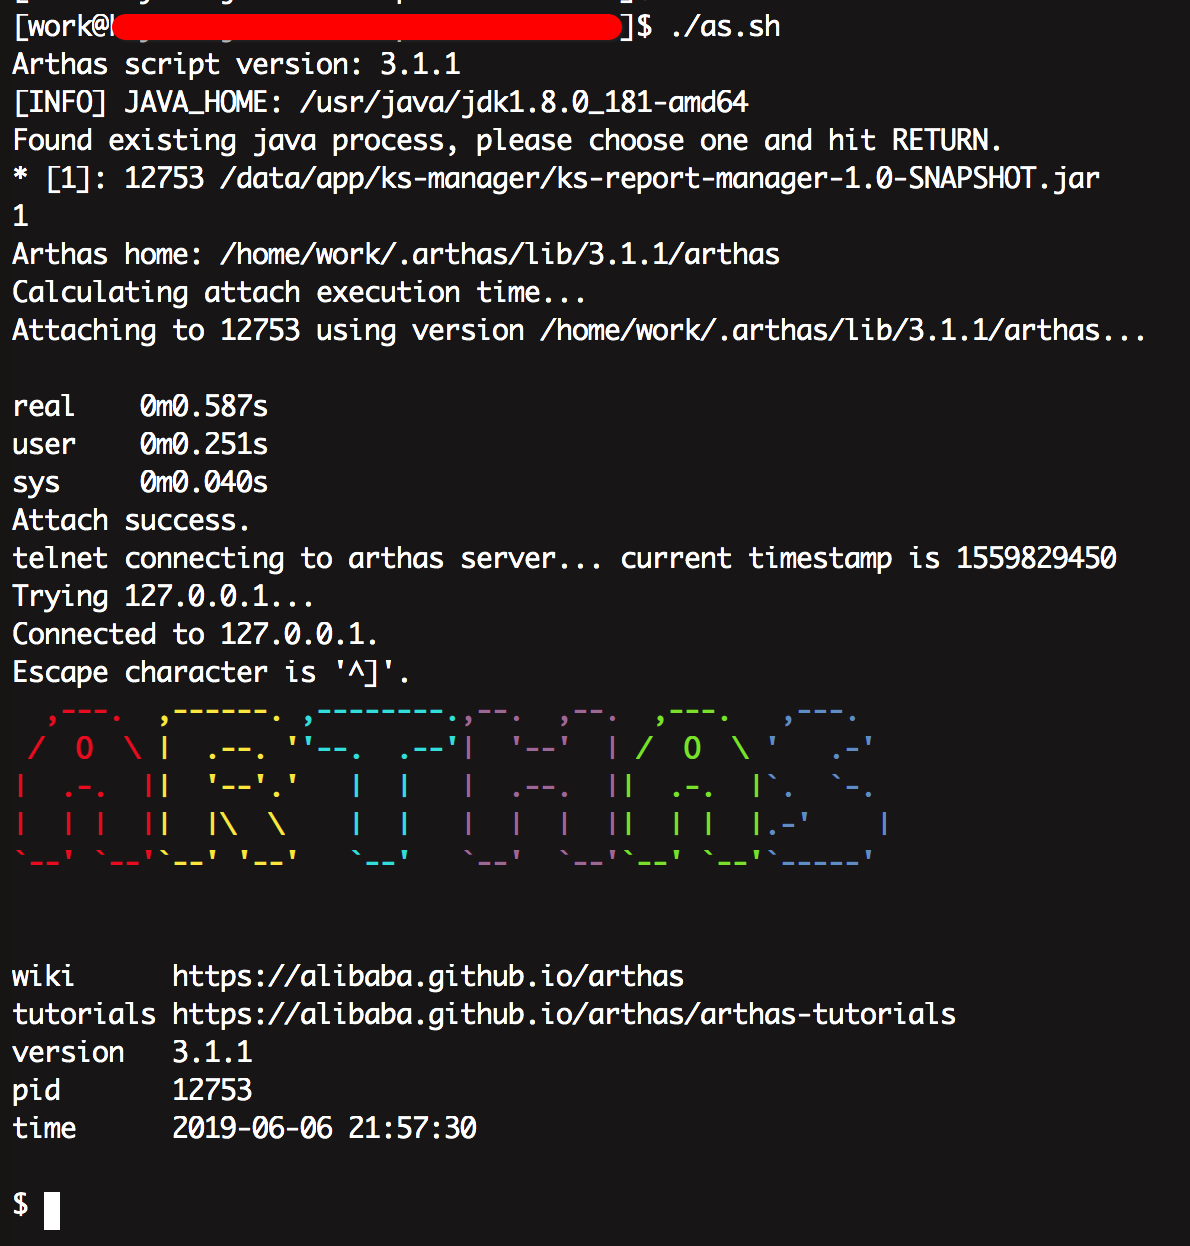 [work@ ]$ ./as.sh
Arthas script version: 3.1.1
[INFO] JAVA_HOME: /usr/java/jdk1.8.0_181-amd64
Found existing java process, please choose one and hit RETURN.
* [1]: 12753 /data/app/ks-manager/ks-report-manager-1.0-SNAPSHOT.jar
1
Arthas home: /home/work/.arthas/lib/3.1.1/arthas
Calculating attach execution time...
Attaching to 12753 using version /home/work/.arthas/lib/3.1.1/arthas...
real    0m0.587s
user    0m0.251s
sys     0m0.040s
Attach success.
telnet connecting to arthas server... current timestamp is 1559829450
Trying 127.0.0.1...
Connected to 127.0.0.1.
Escape character is '^]'.
ARTHAS
wiki      https://alibaba.github.io/arthas
tutorials https://alibaba.github.io/arthas/arthas-tutorials
version   3.1.1
pid       12753
time      2019-06-06 21:57:30
$